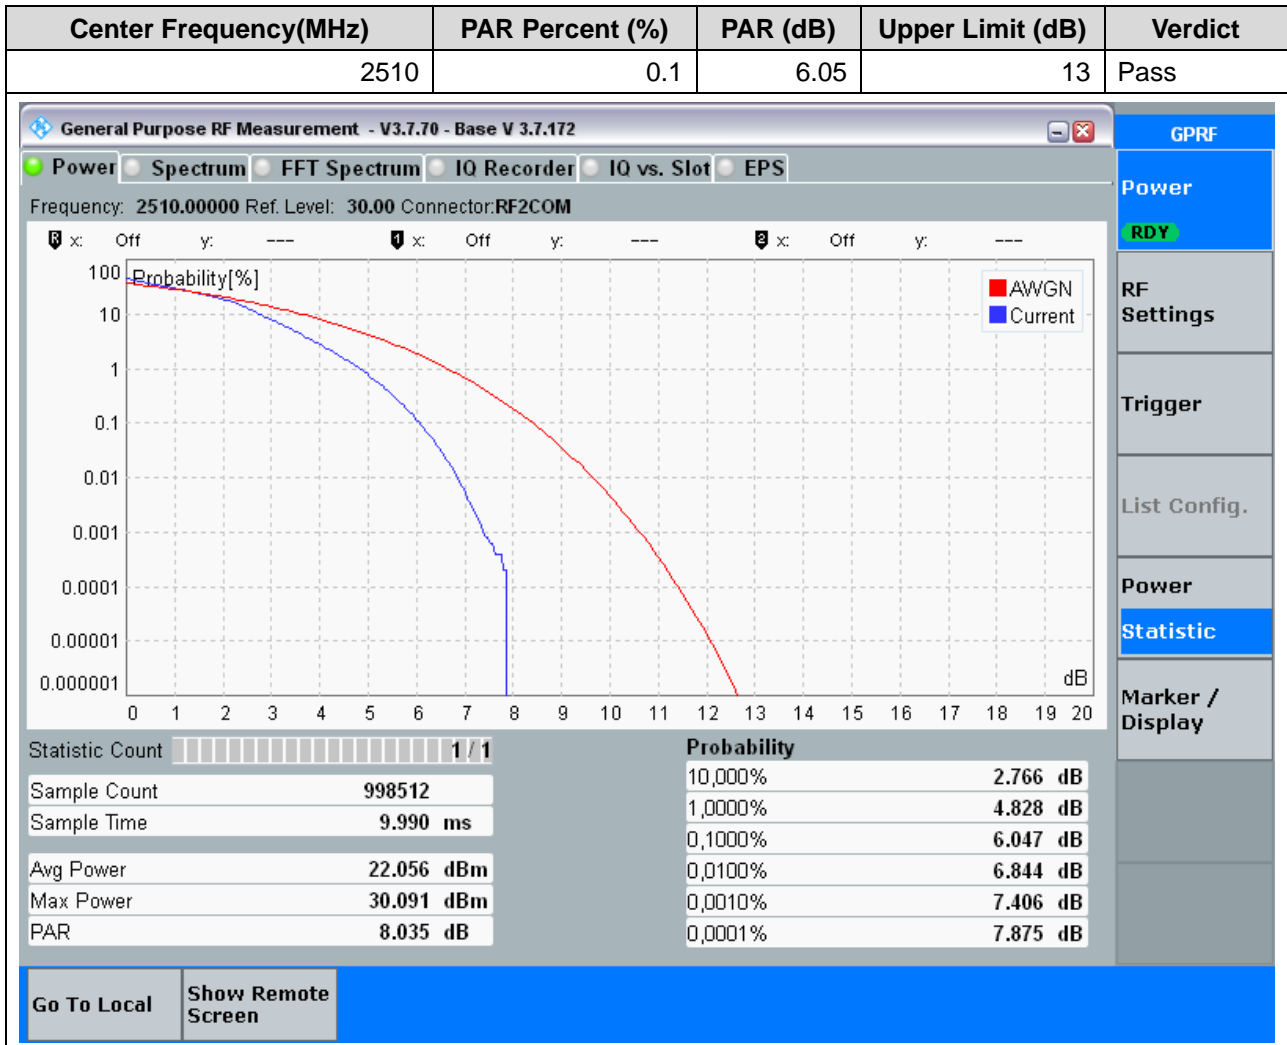 Center Frequency(MHz) PAR Percent (%) PAR (dB) Upper Limit (dB) Verdict
2510 0.1 6.05 13 Pass
General Purpose RF Measurement - V3.7.70 - Base V 3.7.172
GPRF
Power Spectrum FFT Spectrum IQ Recorder IQ vs. Slot EPS
Frequency: 2510.00000 Ref. Level: 30.00 Connector:RF2COM
R x: Off y: --- 1 x: Off y: --- 2 x: Off y: ---
Probability[%]
AWGN
Current
100
10
1
0.1
0.01
0.001
0.0001
0.00001
0.000001
dB
0 1 2 3 4 5 6 7 8 9 10 11 12 13 14 15 16 17 18 19 20
Statistic Count 1 / 1
Sample Count 998512
Sample Time 9.990 ms
Avg Power 22.056 dBm
Max Power 30.091 dBm
PAR 8.035 dB
Probability
10,000% 2.766 dB
1,0000% 4.828 dB
0,1000% 6.047 dB
0,0100% 6.844 dB
0,0010% 7.406 dB
0,0001% 7.875 dB
Power
RDY
RF
Settings
Trigger
List Config.
Power
Statistic
Marker /
Display
Go To Local
Show Remote
Screen